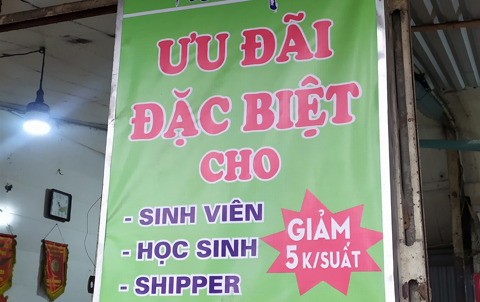 ƯU ĐÃI
ĐẶC BIỆT
CHO
- SINH VIÊN
- HỌC SINH
- SHIPPER
GIẢM
5 K/SUẤT